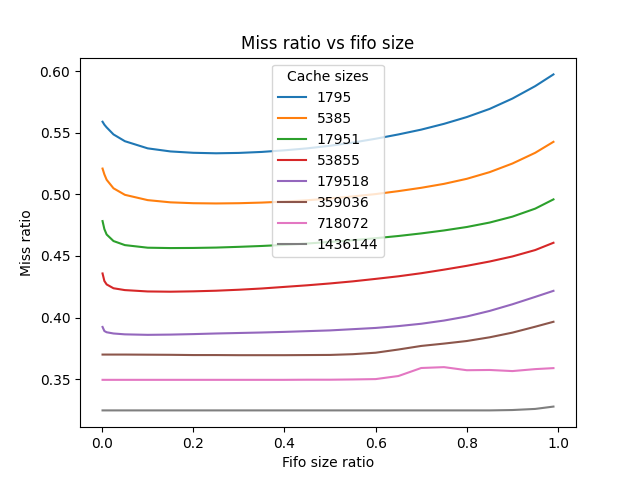 Miss ratio vs fifo size
Miss ratio
0.60
0.55
0.50
0.45
0.40
0.35
Cache sizes
1795
5385
17951
53855
179518
359036
718072
1436144
0.0 0.2 0.4 0.6 0.8 1.0
Fifo size ratio